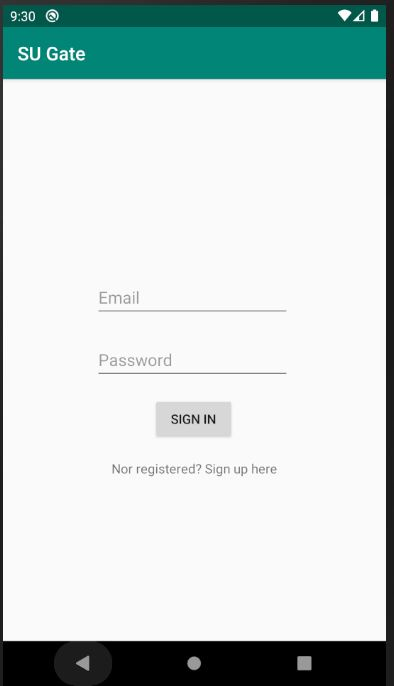 9:30
SU Gate
Email
Password
SIGN IN
Nor registered? Sign up here